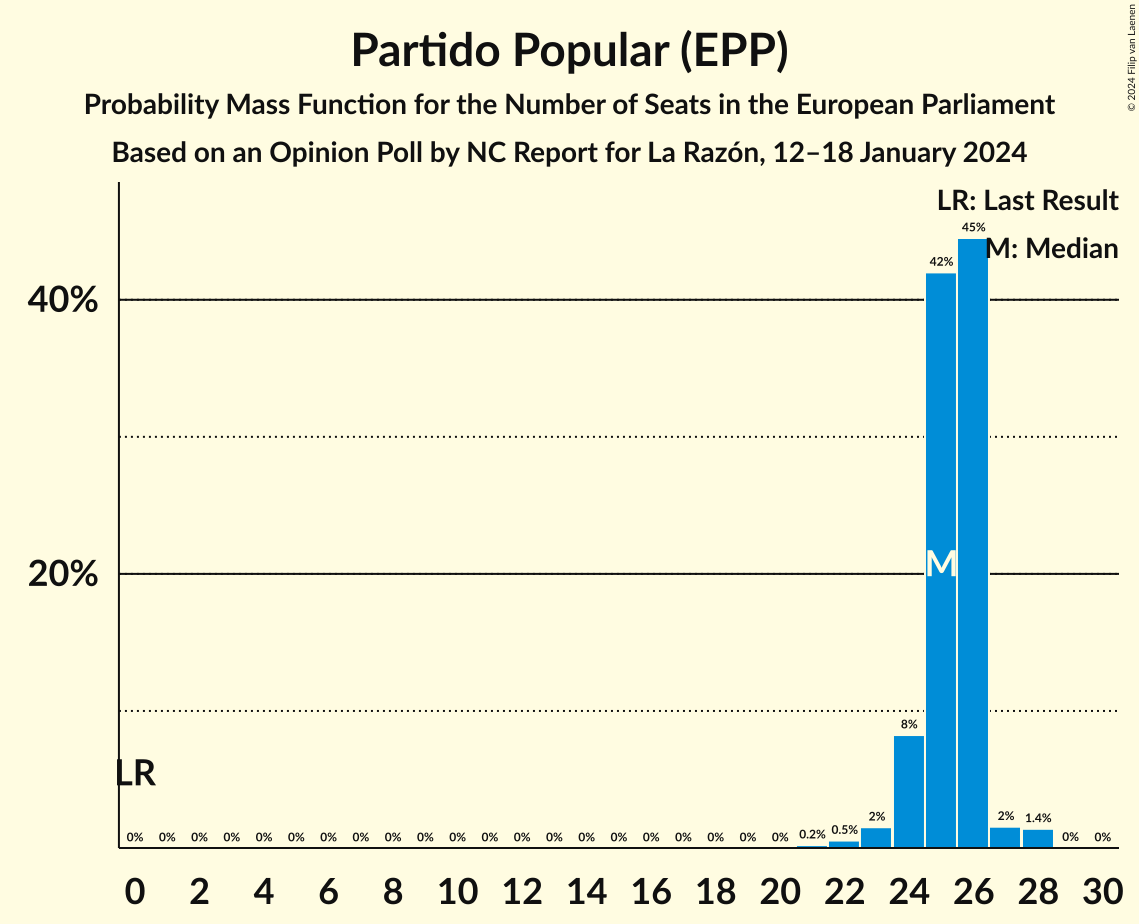 Partido Popular (EPP)
Probability Mass Function for the Number of Seats in the European Parliament
Based on an Opinion Poll by NC Report for La Razón, 12–18 January 2024
© 2024 Filip van Laenen
LR: Last Result
M: Median
40%
20%
LR
M
0% 0% 0% 0% 0% 0% 0% 0% 0% 0% 0% 0% 0% 0% 0% 0% 0% 0% 0% 0% 0% 0.2% 0.5% 2% 8% 42% 45% 2% 1.4% 0% 0%
0 2 4 6 8 10 12 14 16 18 20 22 24 26 28 30